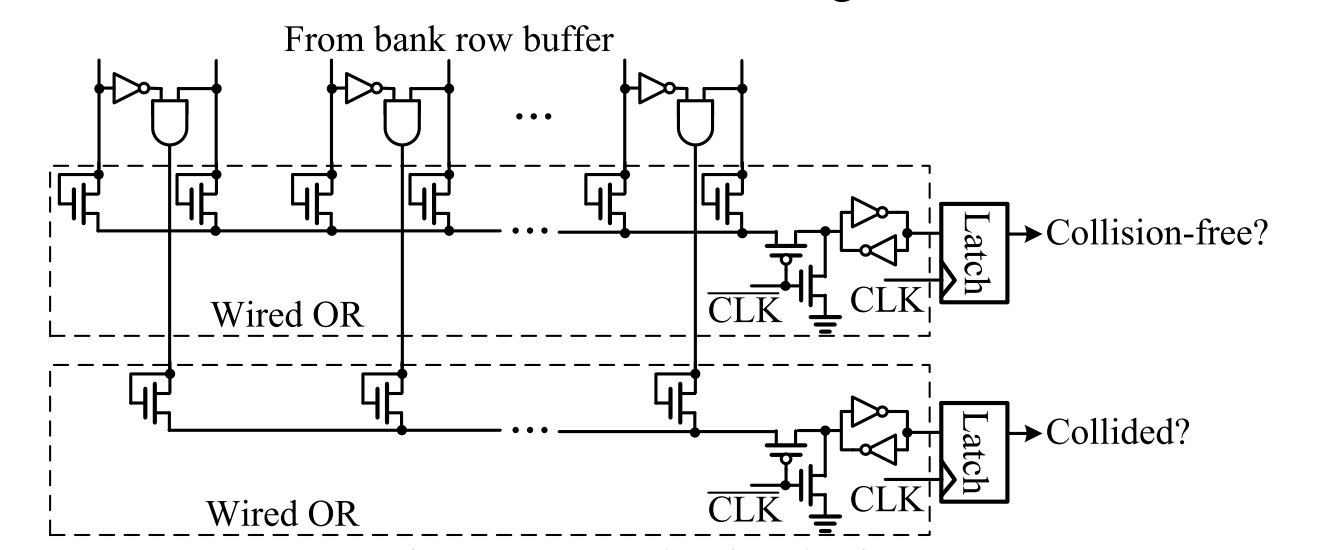 From bank row buffer
...
Latch
Collision-free?
...
CLK
CLK
Wired OR
Latch
Collided?
...
CLK
CLK
Wired OR